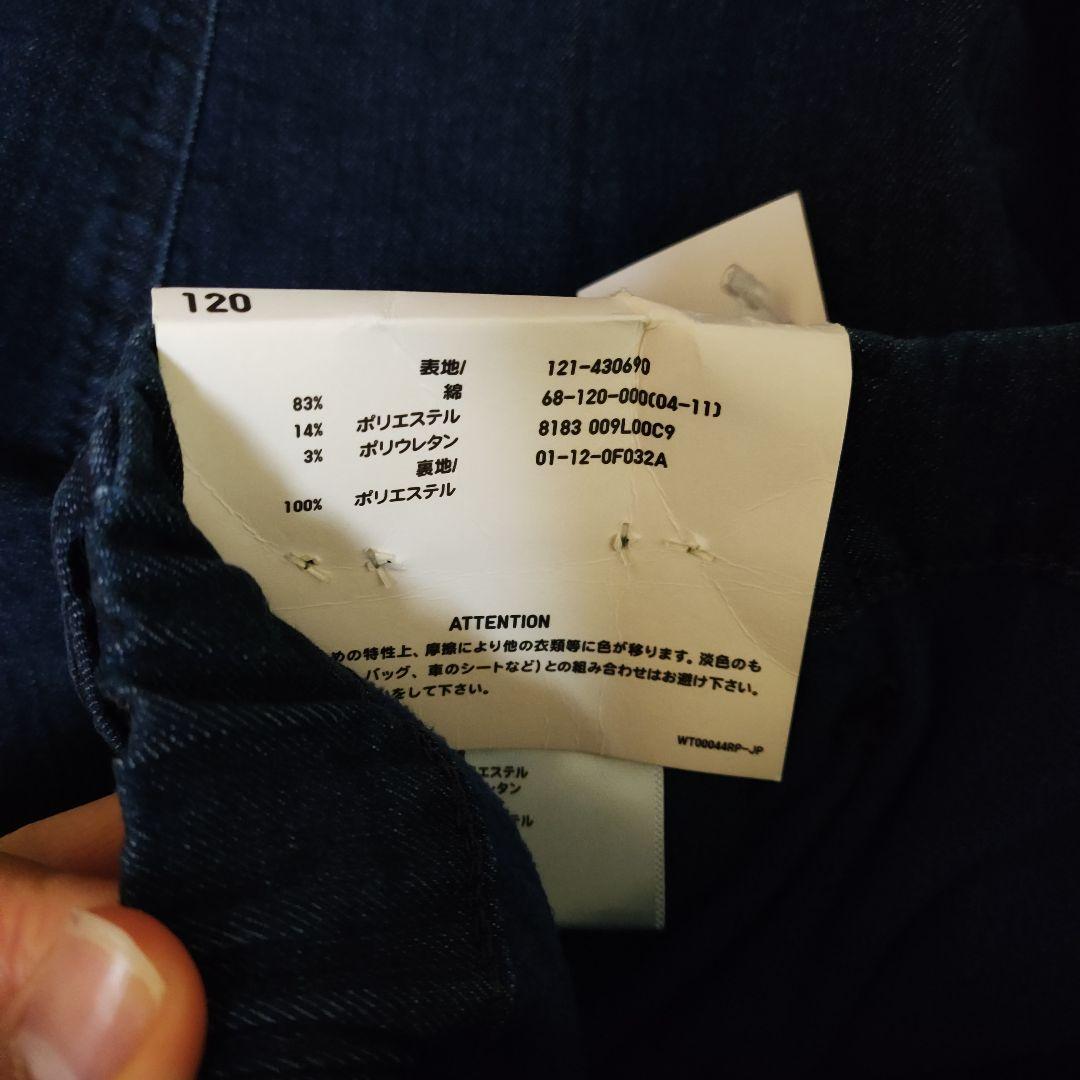 120
表地/
83% 綿
14% ポリエステル
3% ポリウレタン
裏地/
100% ポリエステル
121-430690
68-120-000(04-11)
8183 009L00C9
01-12-0F032A
ATTENTION
めの特性上、摩擦により他の衣類等に色が移ります。淡色のも
バッグ、車のシートなど)との組み合わせはお避け下さい。
をして下さい。
WT00044RP-JP
エステル
レタン
テル